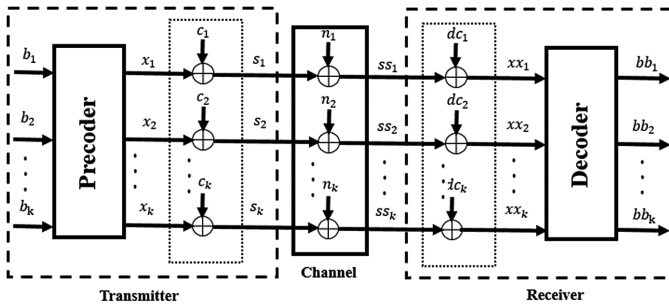 c₁ n₁ dc₁
b₁ x₁ s₁ ss₁ xx₁ bb₁
c₂ n₂ dc₂
b₂ x₂ s₂ ss₂ xx₂ bb₂
Precoder Decoder
cₖ nₖ dcₖ
bₖ xₖ sₖ ssₖ xxₖ bbₖ
Channel
Transmitter Receiver